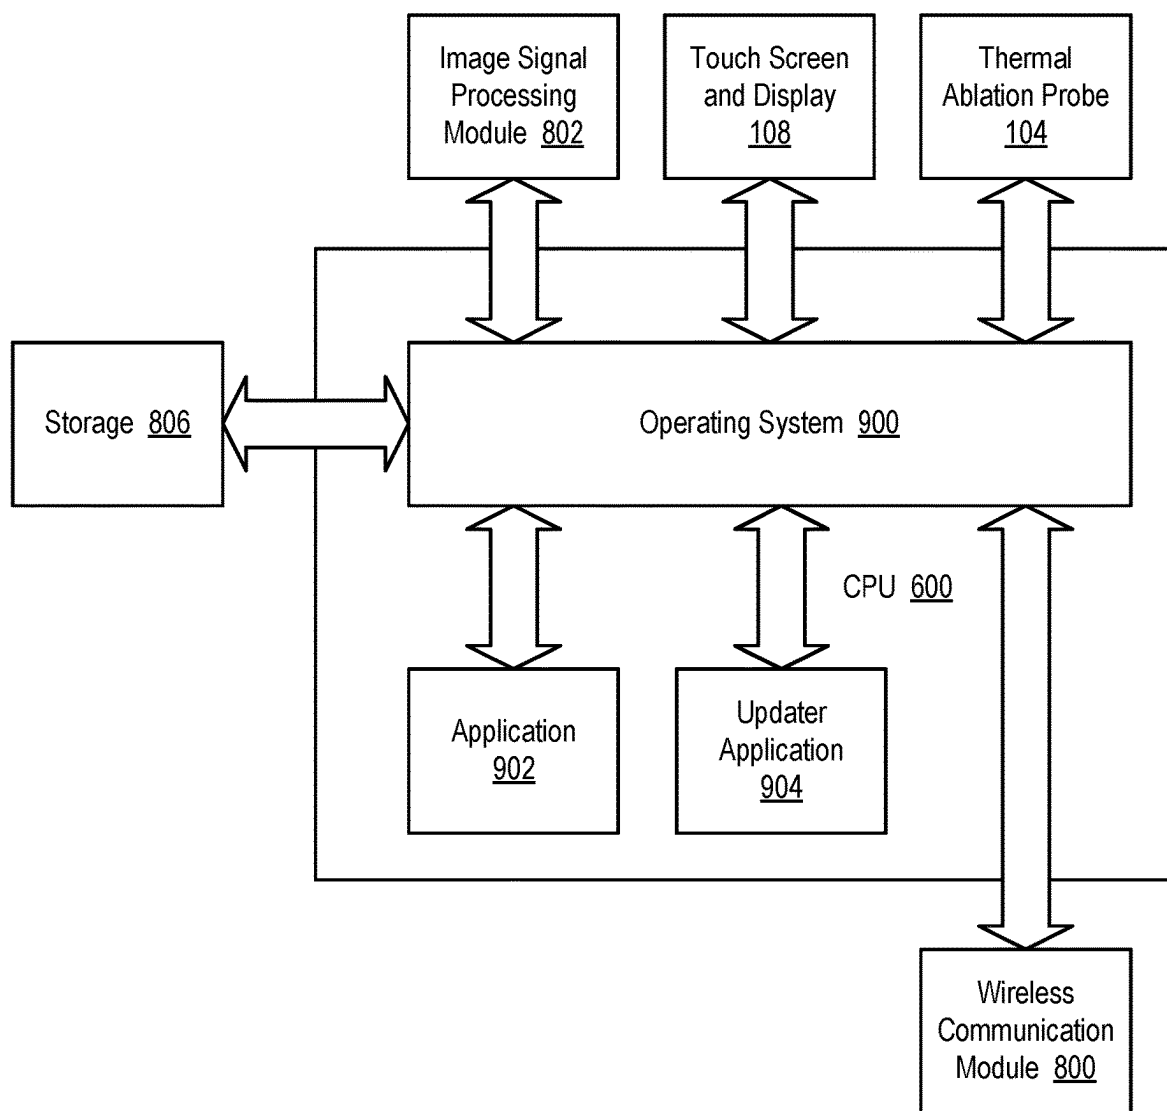 Image Signal
Processing
Module 802
Touch Screen
and Display
108
Thermal
Ablation Probe
104
Storage 806
Operating System 900
CPU 600
Application
902
Updater
Application
904
Wireless
Communication
Module 800